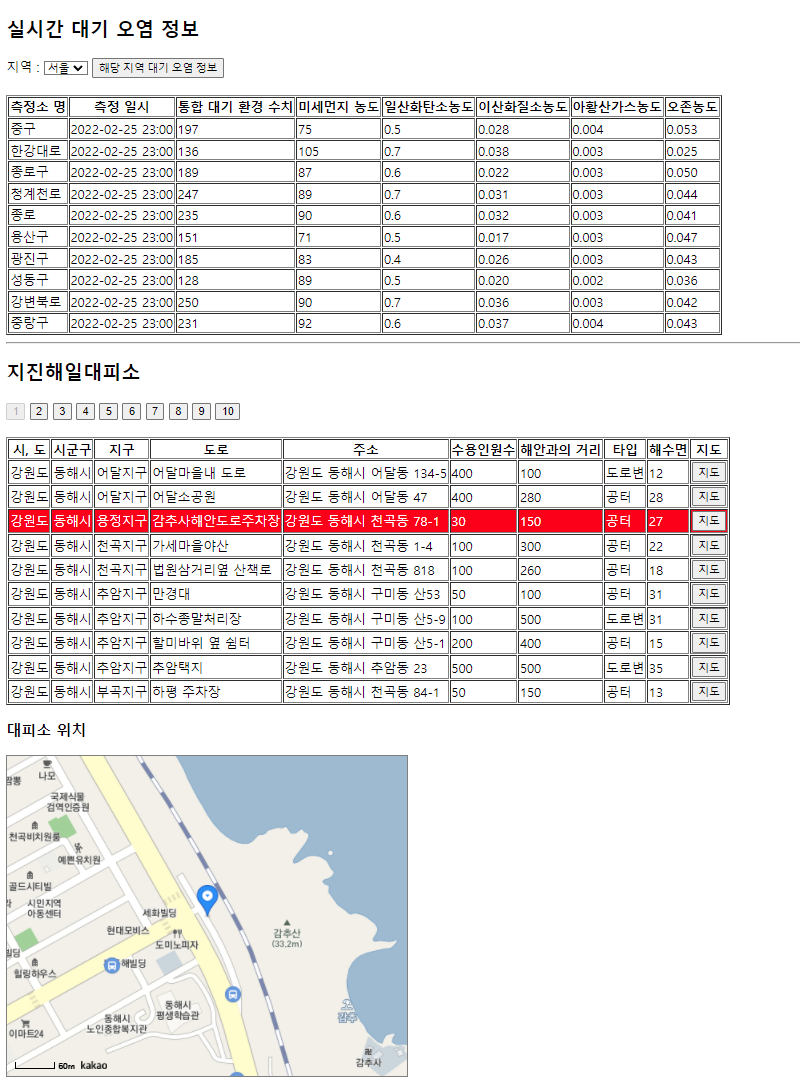 실시간 대기 오염 정보
지역 : 서울 해당 지역 대기 오염 정보
측정소 명 측정 일시 통합 대기 환경 수치 미세먼지 농도 일산화탄소농도 이산화질소농도 아황산가스농도 오존농도
중구 2022-02-25 23:00 197 75 0.5 0.028 0.004 0.053
한강대로 2022-02-25 23:00 136 105 0.7 0.038 0.003 0.025
종로구 2022-02-25 23:00 189 87 0.6 0.022 0.003 0.050
청계천로 2022-02-25 23:00 247 89 0.7 0.031 0.003 0.044
종로 2022-02-25 23:00 235 90 0.6 0.032 0.003 0.041
용산구 2022-02-25 23:00 151 71 0.5 0.017 0.003 0.047
광진구 2022-02-25 23:00 185 83 0.4 0.026 0.003 0.043
성동구 2022-02-25 23:00 128 89 0.5 0.020 0.002 0.036
강변북로 2022-02-25 23:00 250 90 0.7 0.036 0.003 0.042
중랑구 2022-02-25 23:00 231 92 0.6 0.037 0.004 0.043
지진해일대피소
1 2 3 4 5 6 7 8 9 10
시, 도 시군구 지구 도로 주소 수용인원수 해안과의 거리 타입 해수면 지도
강원도 동해시 어달지구 어달마을내 도로 강원도 동해시 어달동 134-5 400 100 도로변 12 지도
강원도 동해시 어달지구 어달소공원 강원도 동해시 어달동 47 400 280 공터 28 지도
강원도 동해시 용정지구 감추사해안도로주차장 강원도 동해시 천곡동 78-1 30 150 공터 27 지도
강원도 동해시 천곡지구 가세마을야산 강원도 동해시 천곡동 1-4 100 300 공터 22 지도
강원도 동해시 천곡지구 법원삼거리옆 산책로 강원도 동해시 천곡동 818 100 260 공터 18 지도
강원도 동해시 추암지구 만경대 강원도 동해시 구미동 산53 50 100 공터 31 지도
강원도 동해시 추암지구 하수종말처리장 강원도 동해시 구미동 산5-9 100 500 도로변 31 지도
강원도 동해시 추암지구 할미바위 옆 쉼터 강원도 동해시 구미동 산5-1 200 400 공터 15 지도
강원도 동해시 추암지구 추암택지 강원도 동해시 추암동 23 500 500 도로변 35 지도
강원도 동해시 부곡지구 하평 주차장 강원도 동해시 천곡동 84-1 50 150 공터 13 지도
대피소 위치
나모
짬뽕
국제식물
검역인증원
천곡비치원룸
예쁜유치원
골드시티빌
시민지역
아동센터
세화빌딩
현대모비스
도미노피자
감추산
(33.2m)
빌딩
해빌딩
힐링하우스
동해시
평생학습관
동해시
노인종합복지관
이마트24
감추사
60m kakao